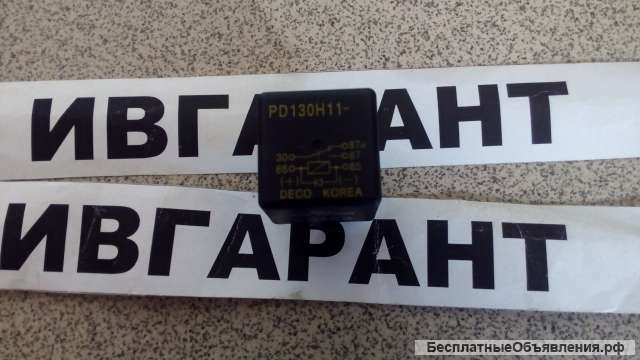 ИВГАРАНТ
PD130H11-
30 87a
87
86 85
(+) (-)
DECO KOREA
ИВГАРАНТ
БесплатныеОбъявления.рф